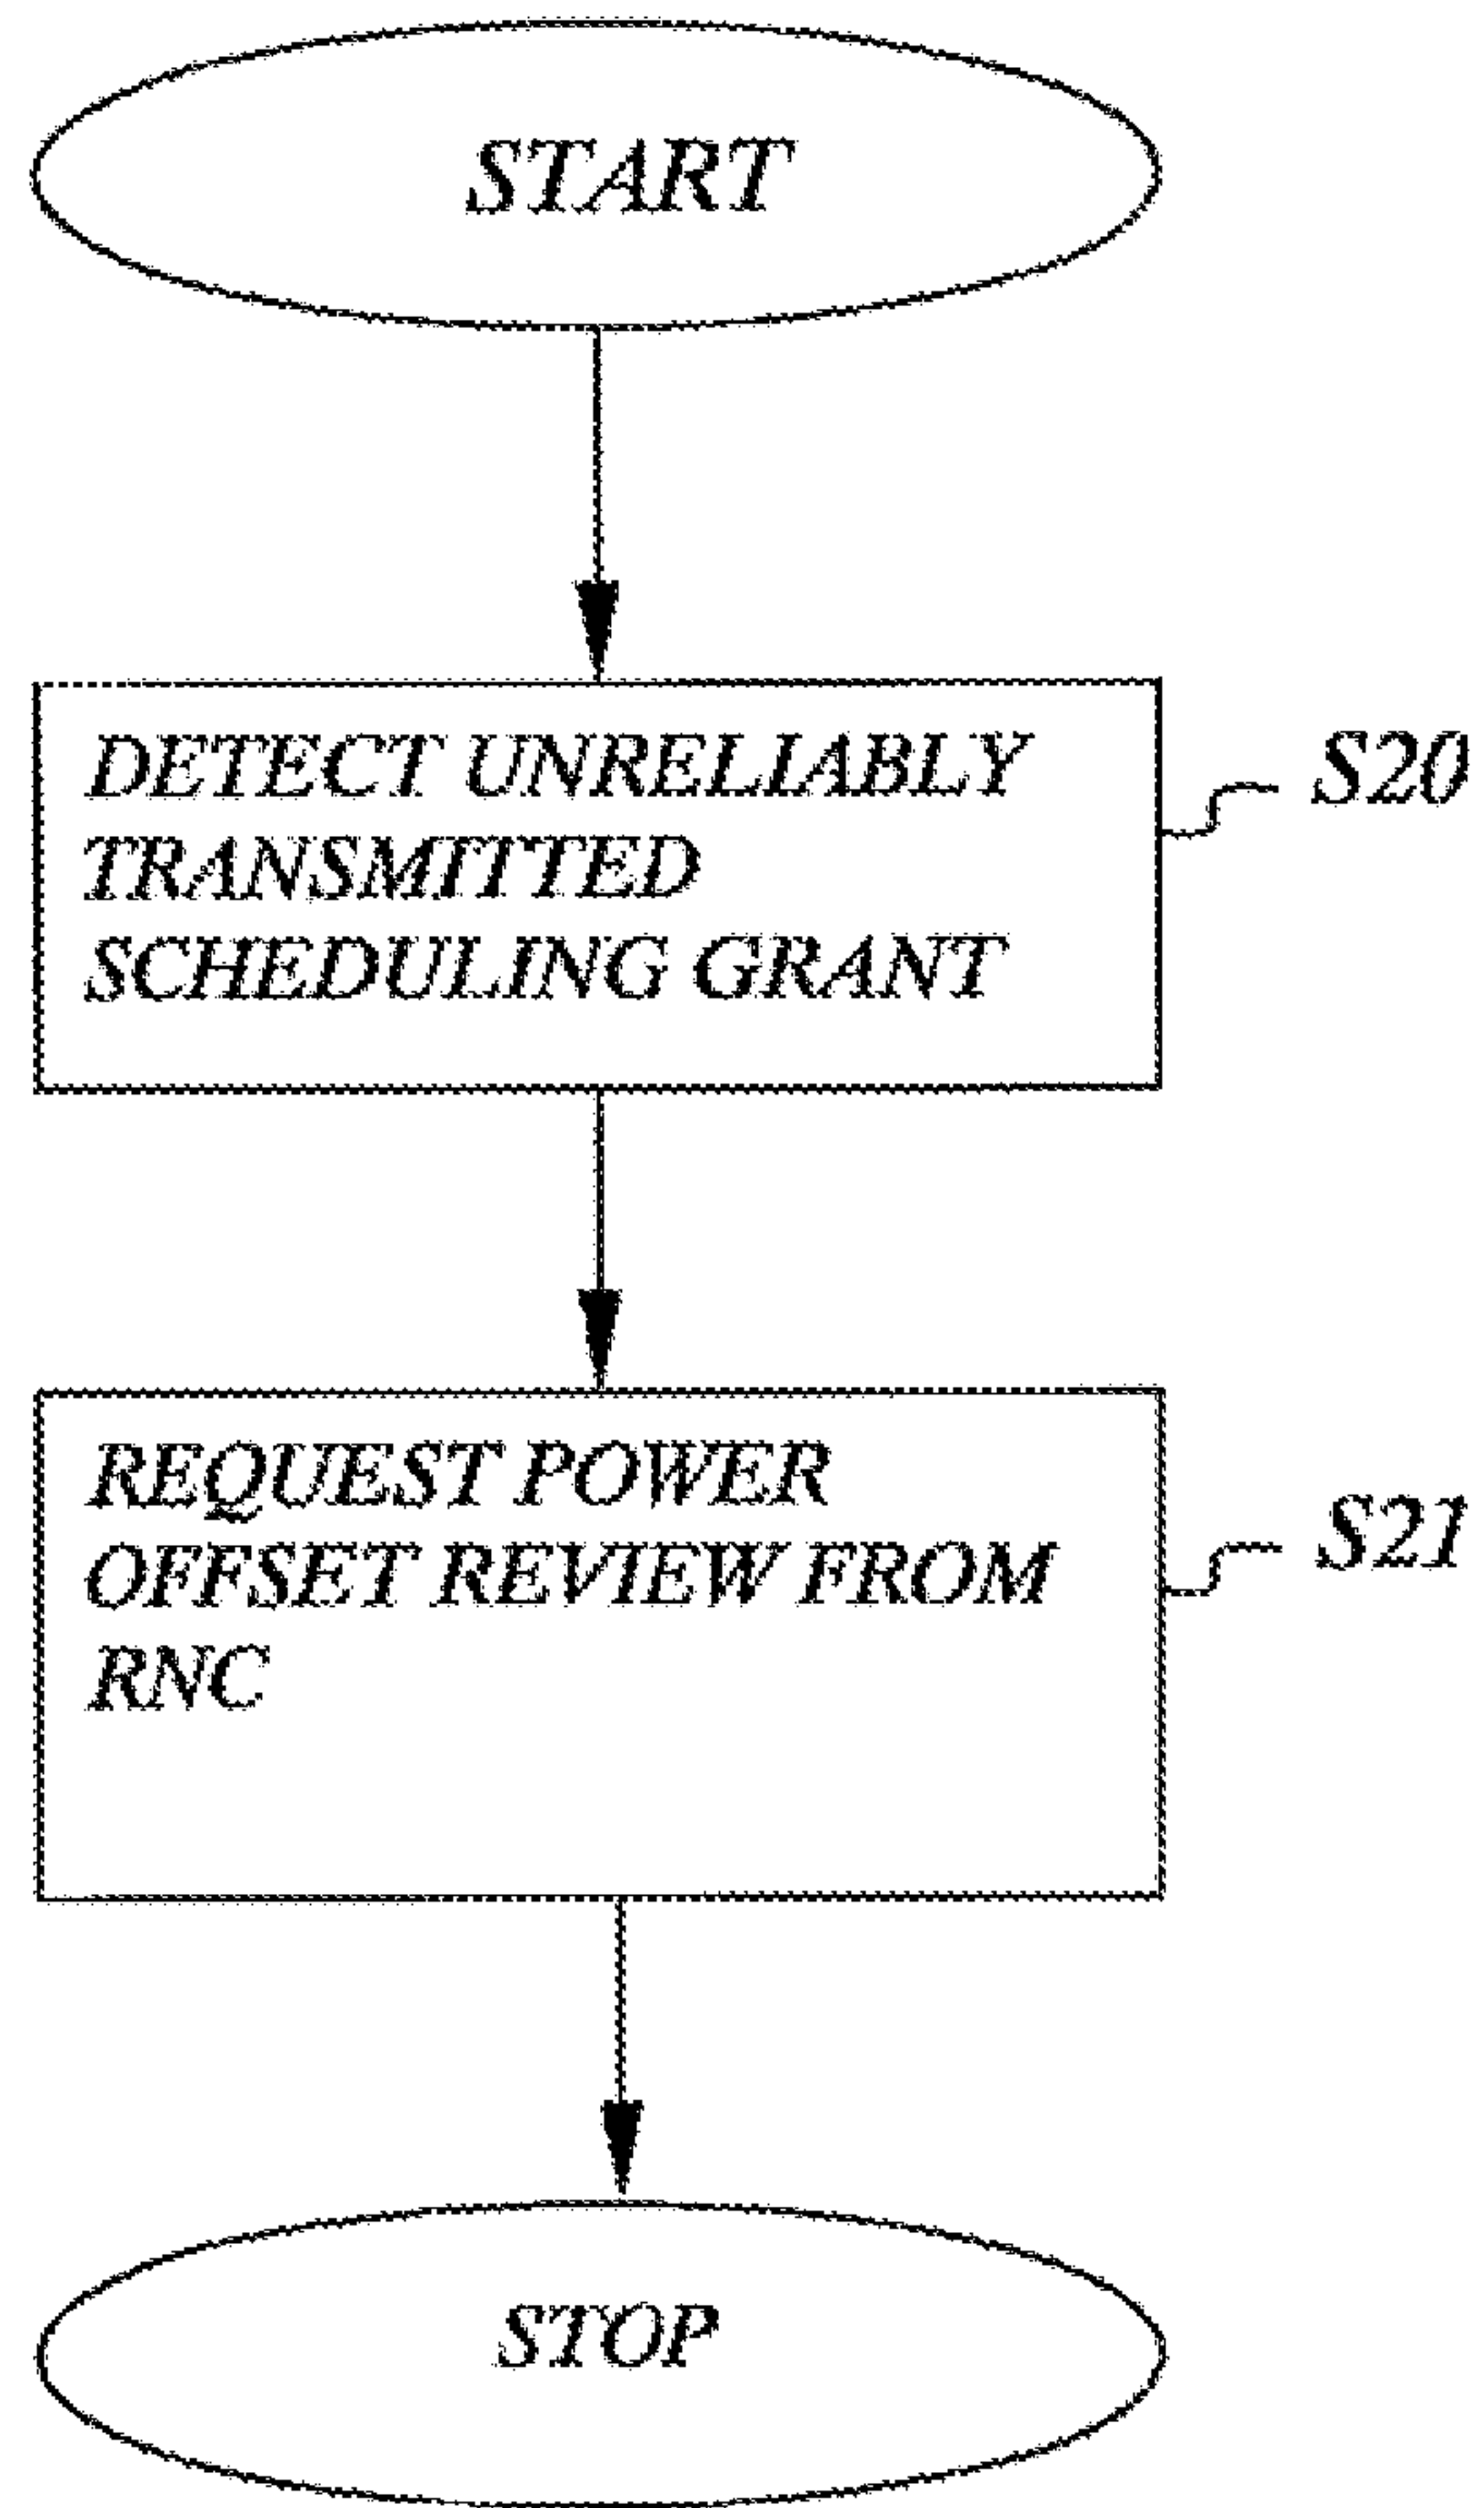 START
DETECT UNRELIABLY
TRANSMITTED
SCHEDULING GRANT
S20
REQUEST POWER
OFFSET REVIEW FROM
RNC
S21
STOP